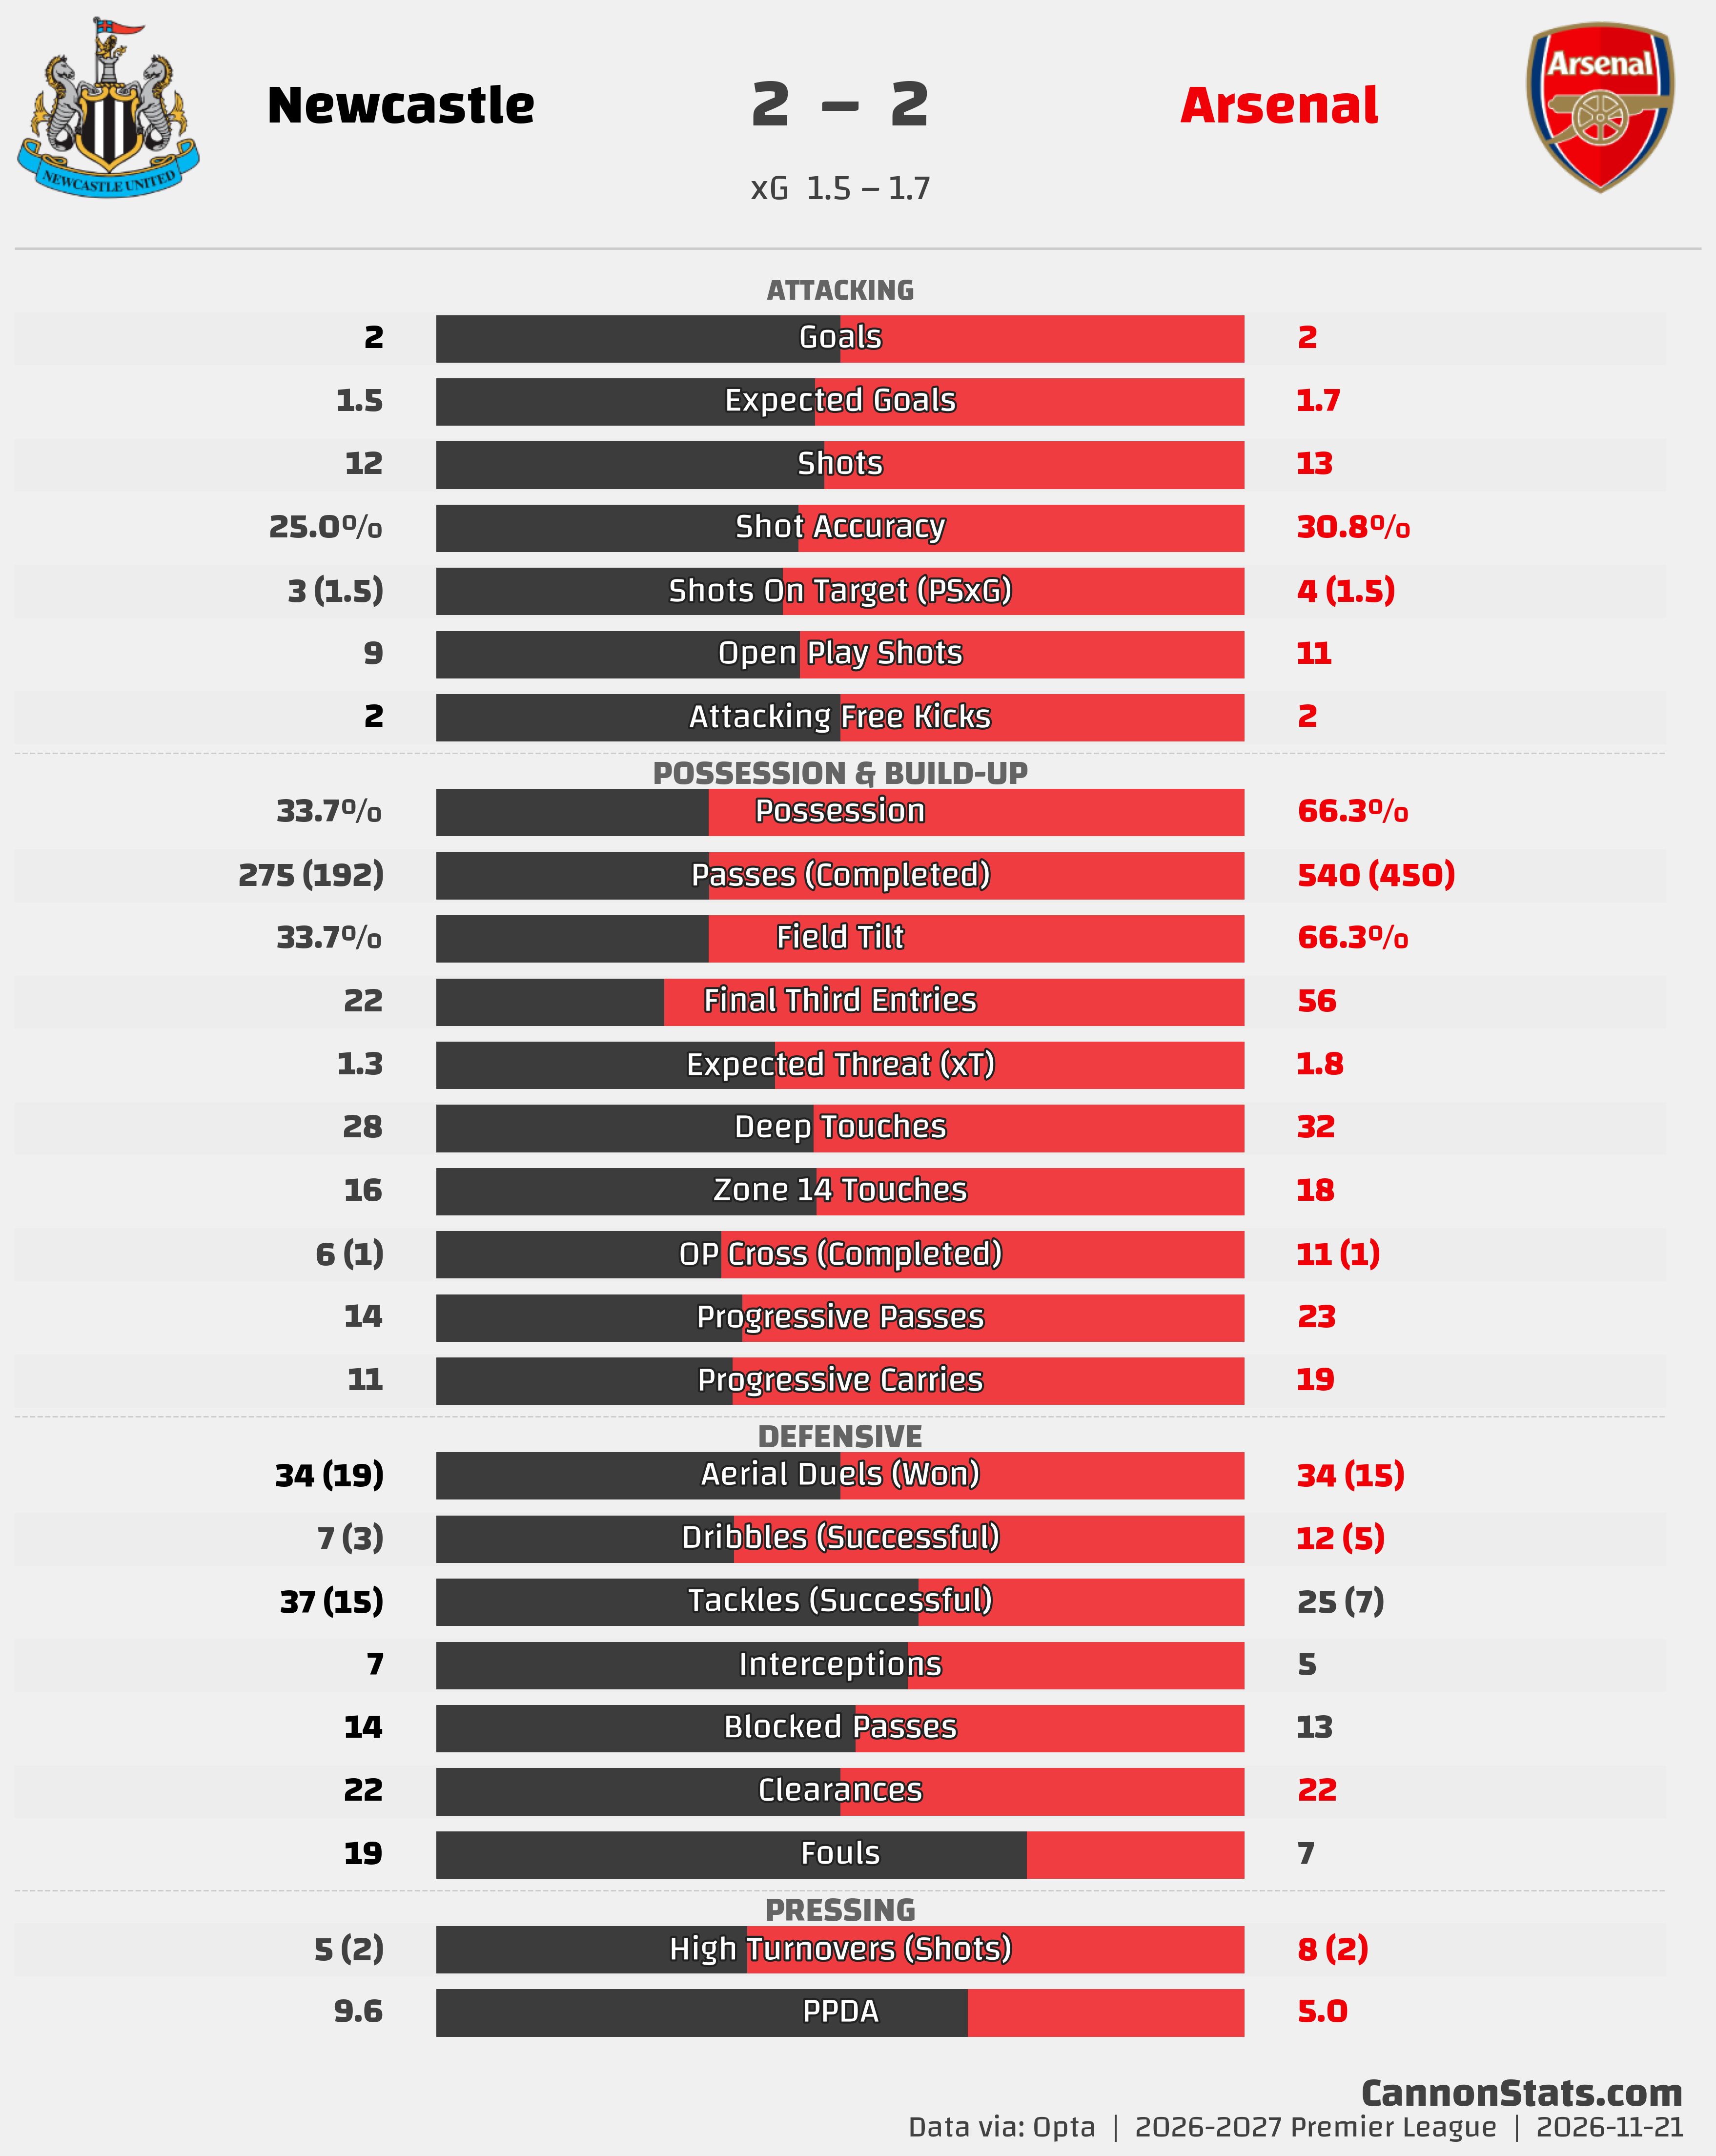 NEWCASTLE UNITED
Newcastle 2 – 2 Arsenal
Arsenal
xG 1.5 – 1.7
ATTACKING
2 Goals 2
1.5 Expected Goals 1.7
12 Shots 13
25.0% Shot Accuracy 30.8%
3 (1.5) Shots On Target (PSxG) 4 (1.5)
9 Open Play Shots 11
2 Attacking Free Kicks 2
POSSESSION & BUILD-UP
33.7% Possession 66.3%
275 (192) Passes (Completed) 540 (450)
33.7% Field Tilt 66.3%
22 Final Third Entries 56
1.3 Expected Threat (xT) 1.8
28 Deep Touches 32
16 Zone 14 Touches 18
6 (1) OP Cross (Completed) 11 (1)
14 Progressive Passes 23
11 Progressive Carries 19
DEFENSIVE
34 (19) Aerial Duels (Won) 34 (15)
7 (3) Dribbles (Successful) 12 (5)
37 (15) Tackles (Successful) 25 (7)
7 Interceptions 5
14 Blocked Passes 13
22 Clearances 22
19 Fouls 7
PRESSING
5 (2) High Turnovers (Shots) 8 (2)
9.6 PPDA 5.0
CannonStats.com
Data via: Opta | 2026-2027 Premier League | 2026-11-21